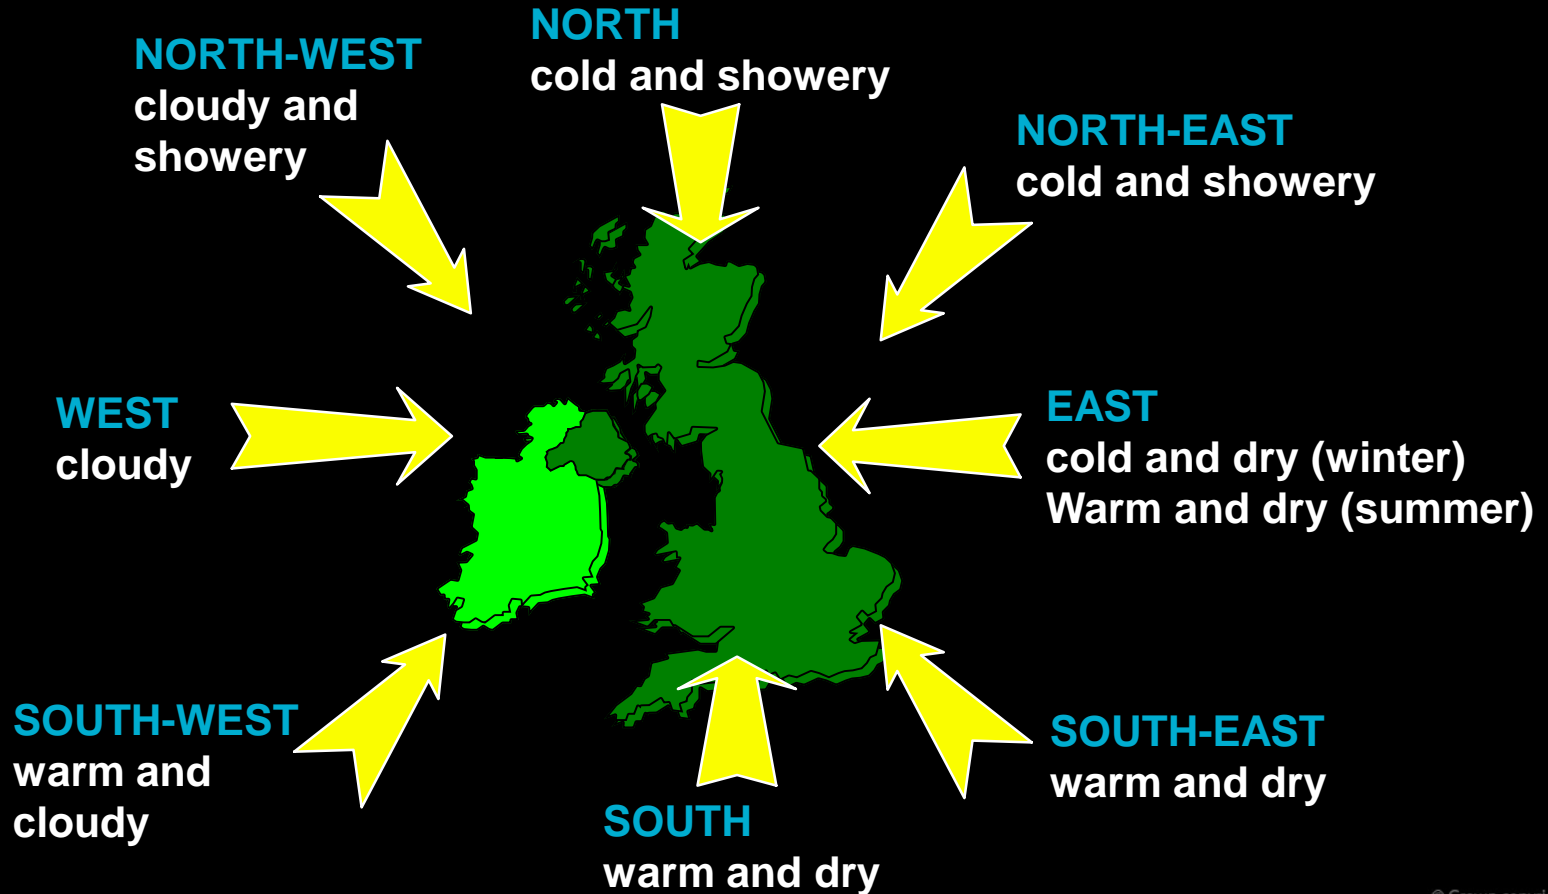 NORTH
cold and showery
NORTH-WEST
cloudy and
showery
NORTH-EAST
cold and showery
WEST
cloudy
EAST
cold and dry (winter)
Warm and dry (summer)
SOUTH-WEST
warm and
cloudy
SOUTH-EAST
warm and dry
SOUTH
warm and dry